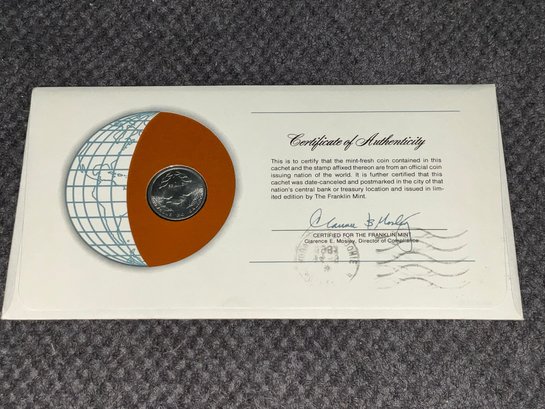 Certificate of Authenticity
This is to certify that the mint-fresh coin contained in this
cachet and the stamp affixed thereon are from an official coin
issuing nation of the world. It is further certified that this
cachet was date-canceled and postmarked in the city of that
nation's central bank or treasury location and issued in lim-
ited edition by The Franklin Mint.
Clarence E. Mosley
CERTIFIED FOR THE FRANKLIN MINT
Clarence E. Mosley, Director of Compliance